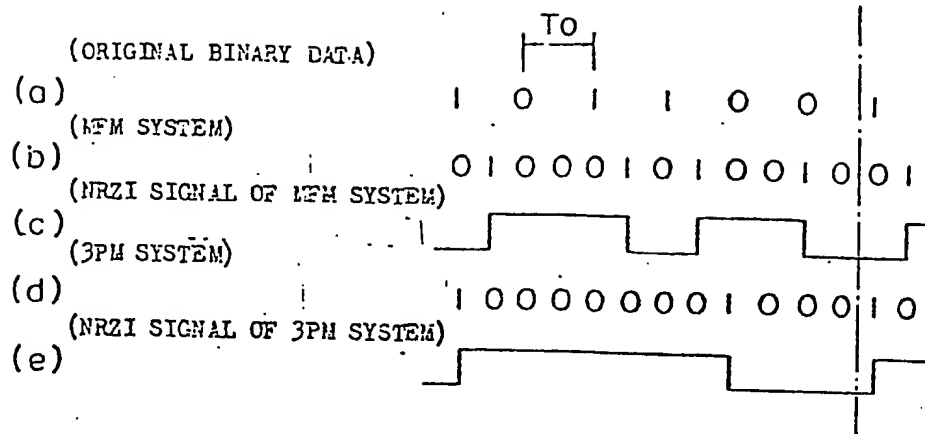 To
(ORIGINAL BINARY DATA)
(a) 1 0 1 1 0 0 1
(MFM SYSTEM)
(b) 0 1 0 0 0 1 0 1 0 0 1 0 0 1
(NRZI SIGNAL OF MFM SYSTEM)
(c)
(3PM SYSTEM)
(d) 1 0 0 0 0 0 0 0 1 0 0 0 1 0
(NRZI SIGNAL OF 3PM SYSTEM)
(e)